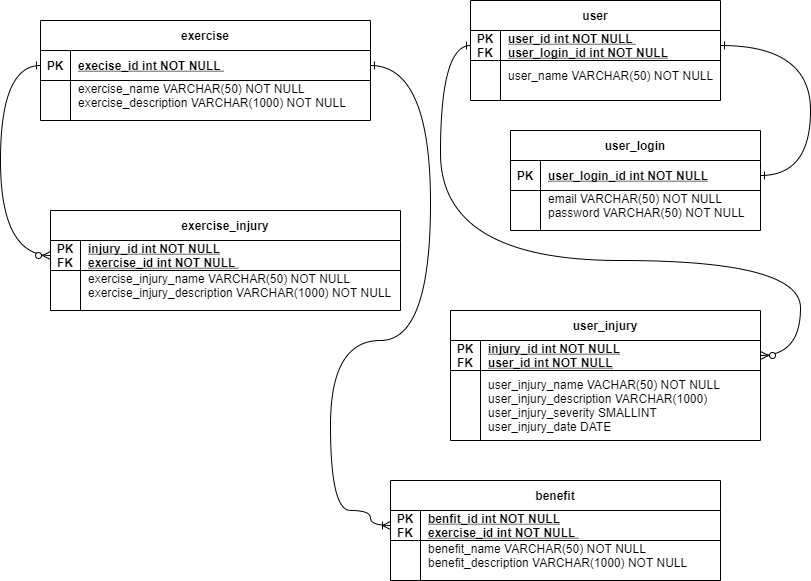 exercise
PK execise_id int NOT NULL
exercise_name VARCHAR(50) NOT NULL
exercise_description VARCHAR(1000) NOT NULL
user
PK user_id int NOT NULL
FK user_login_id int NOT NULL
user_name VARCHAR(50) NOT NULL
user_login
PK user_login_id int NOT NULL
email VARCHAR(50) NOT NULL
password VARCHAR(50) NOT NULL
exercise_injury
PK injury_id int NOT NULL
FK exercise_id int NOT NULL
exercise_injury_name VARCHAR(50) NOT NULL
exercise_injury_description VARCHAR(1000) NOT NULL
user_injury
PK injury_id int NOT NULL
FK user_id int NOT NULL
user_injury_name VACHAR(50) NOT NULL
user_injury_description VARCHAR(1000)
user_injury_severity SMALLINT
user_injury_date DATE
benefit
PK benfit_id int NOT NULL
FK exercise_id int NOT NULL
benefit_name VARCHAR(50) NOT NULL
benefit_description VARCHAR(1000) NOT NULL